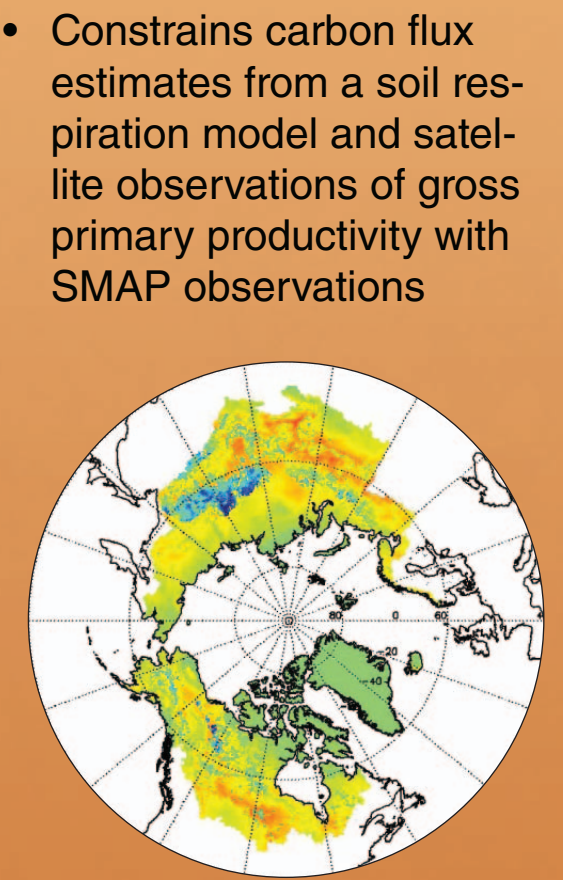 • Constrains carbon flux
estimates from a soil res-
piration model and satel-
lite observations of gross
primary productivity with
SMAP observations
80 0 60
-20
-40